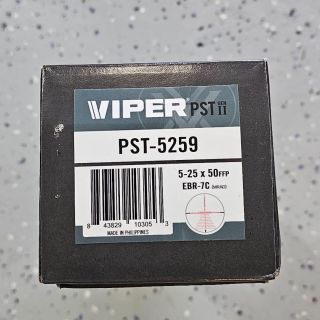 VIPER PST GEN II
PST-5259
5-25 x 50 FFP
EBR-7C (MRAD)
8 43829 10305 3
MADE IN PHILIPPINES